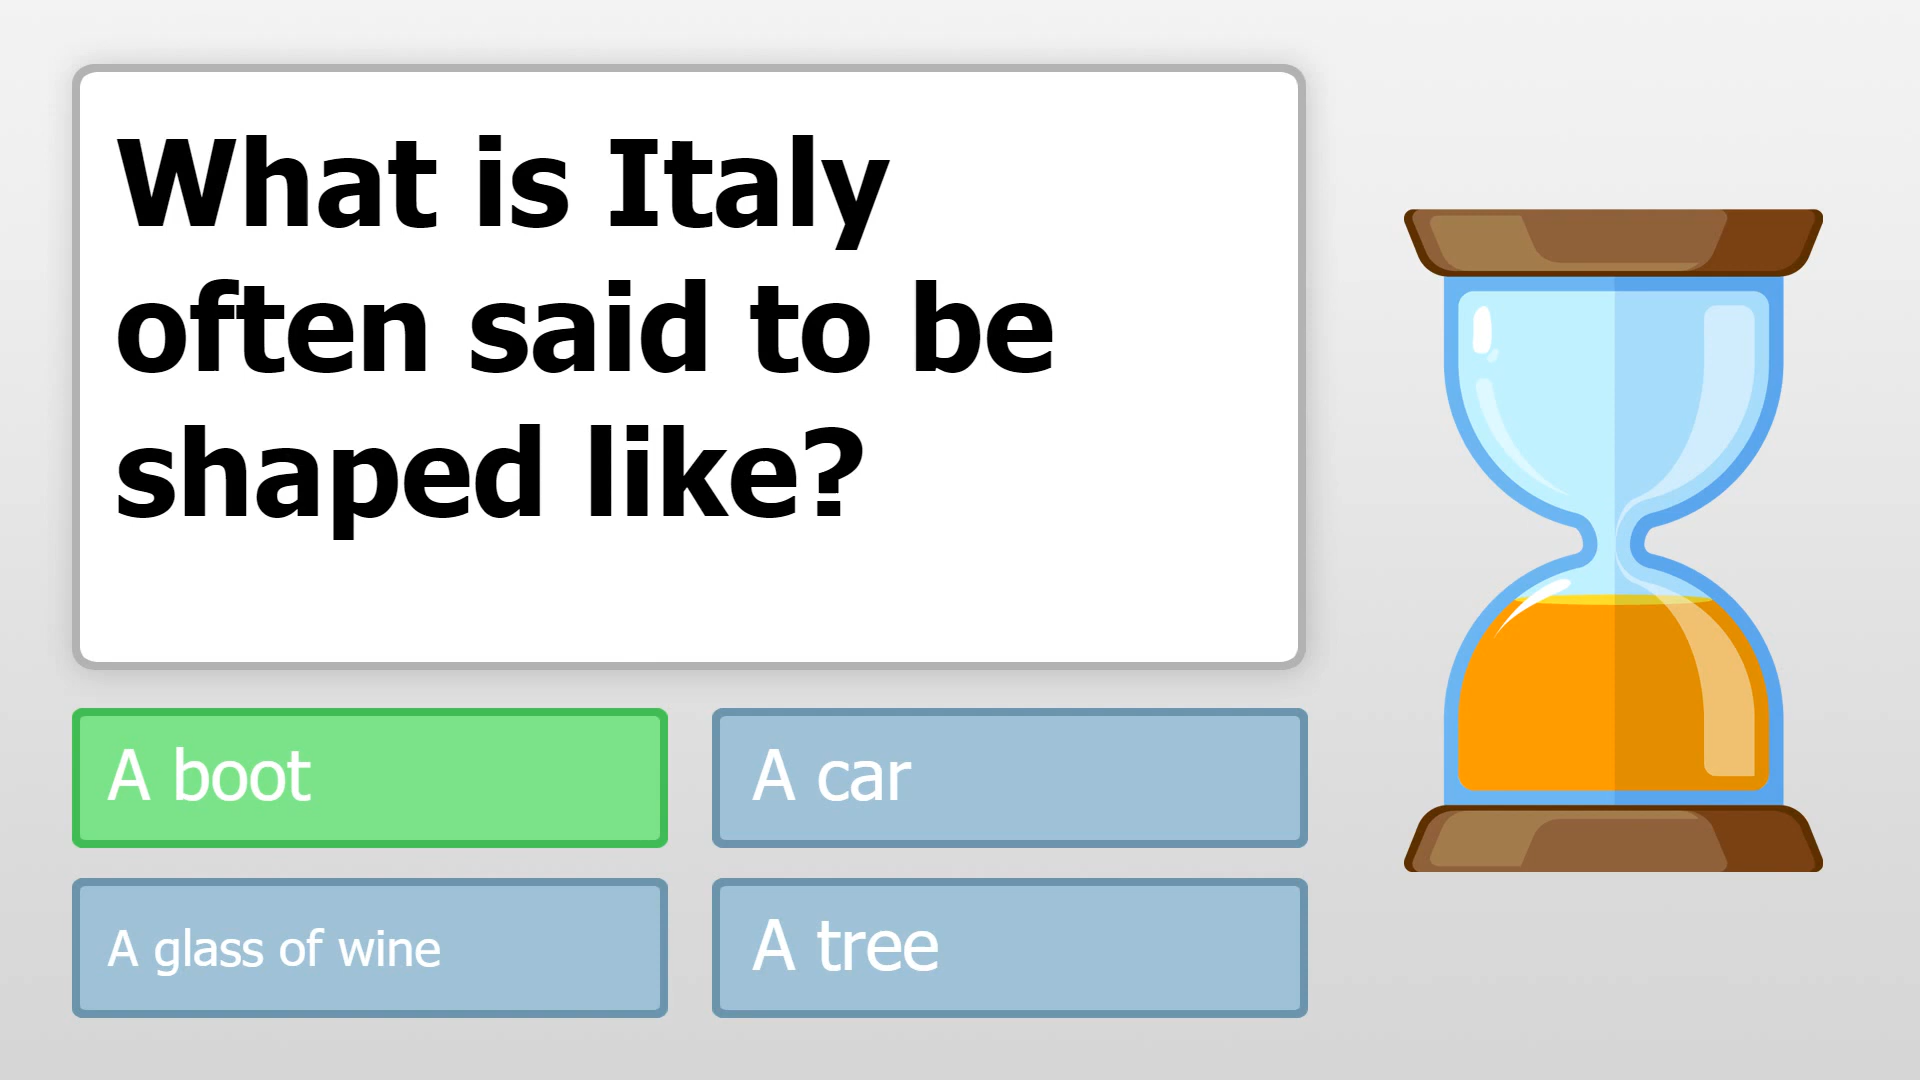 What is Italy
often said to be
shaped like?
A boot
A car
A glass of wine
A tree